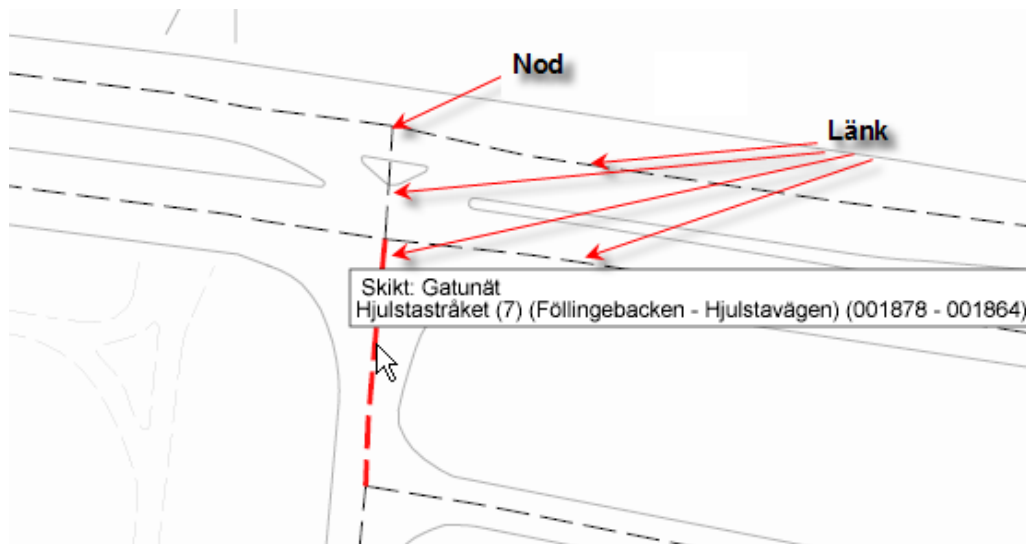 Nod
Länk
Skikt: Gatunät
Hjulstastråket (7) (Föllingebacken - Hjulstavägen) (001878 - 001864)